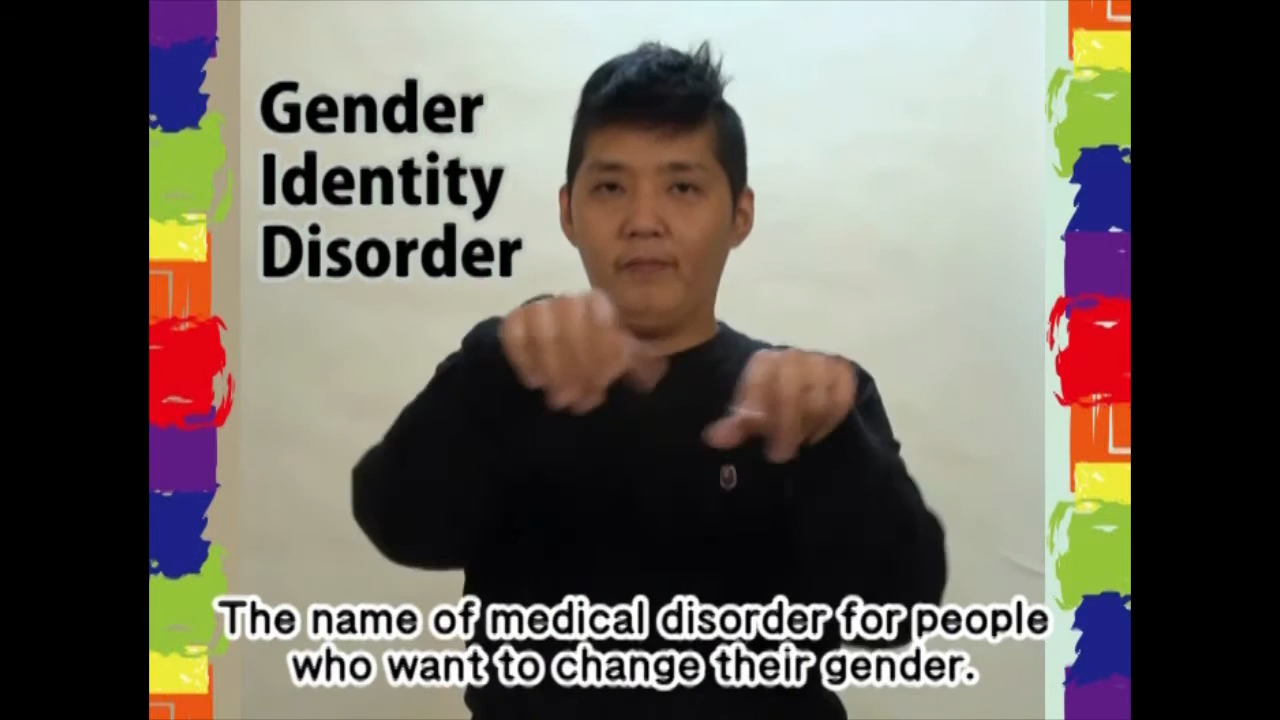 Gender
Identity
Disorder
The name of medical disorder for people
who want to change their gender.